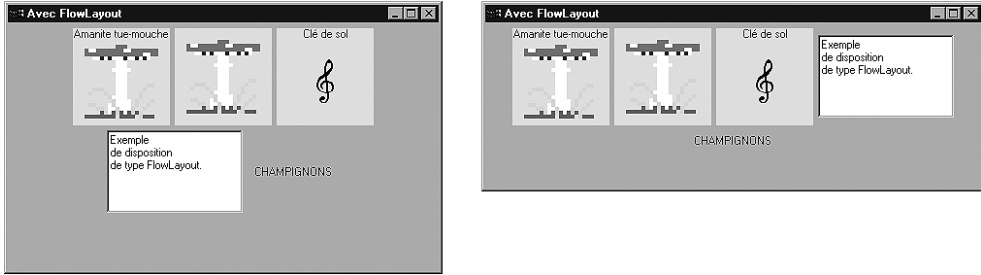 Avec FlowLayout
Amanite tue-mouche
Clé de sol
Exemple
de disposition
de type FlowLayout.
CHAMPIGNONS
Avec FlowLayout
Amanite tue-mouche
Clé de sol
Exemple
de disposition
de type FlowLayout.
CHAMPIGNONS